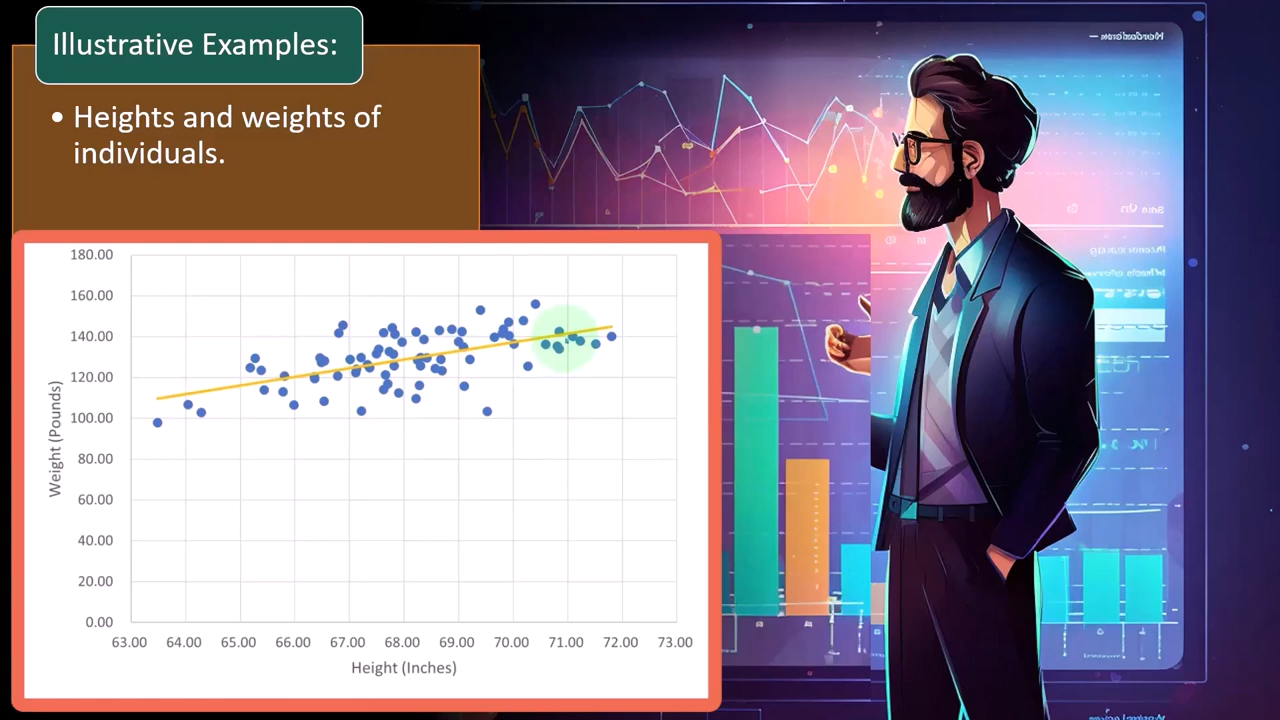 Illustrative Examples:
• Heights and weights of
individuals.
180.00
160.00
140.00
120.00
100.00
80.00
60.00
40.00
20.00
0.00
Weight (Pounds)
63.00 64.00 65.00 66.00 67.00 68.00 69.00 70.00 71.00 72.00 73.00
Height (Inches)